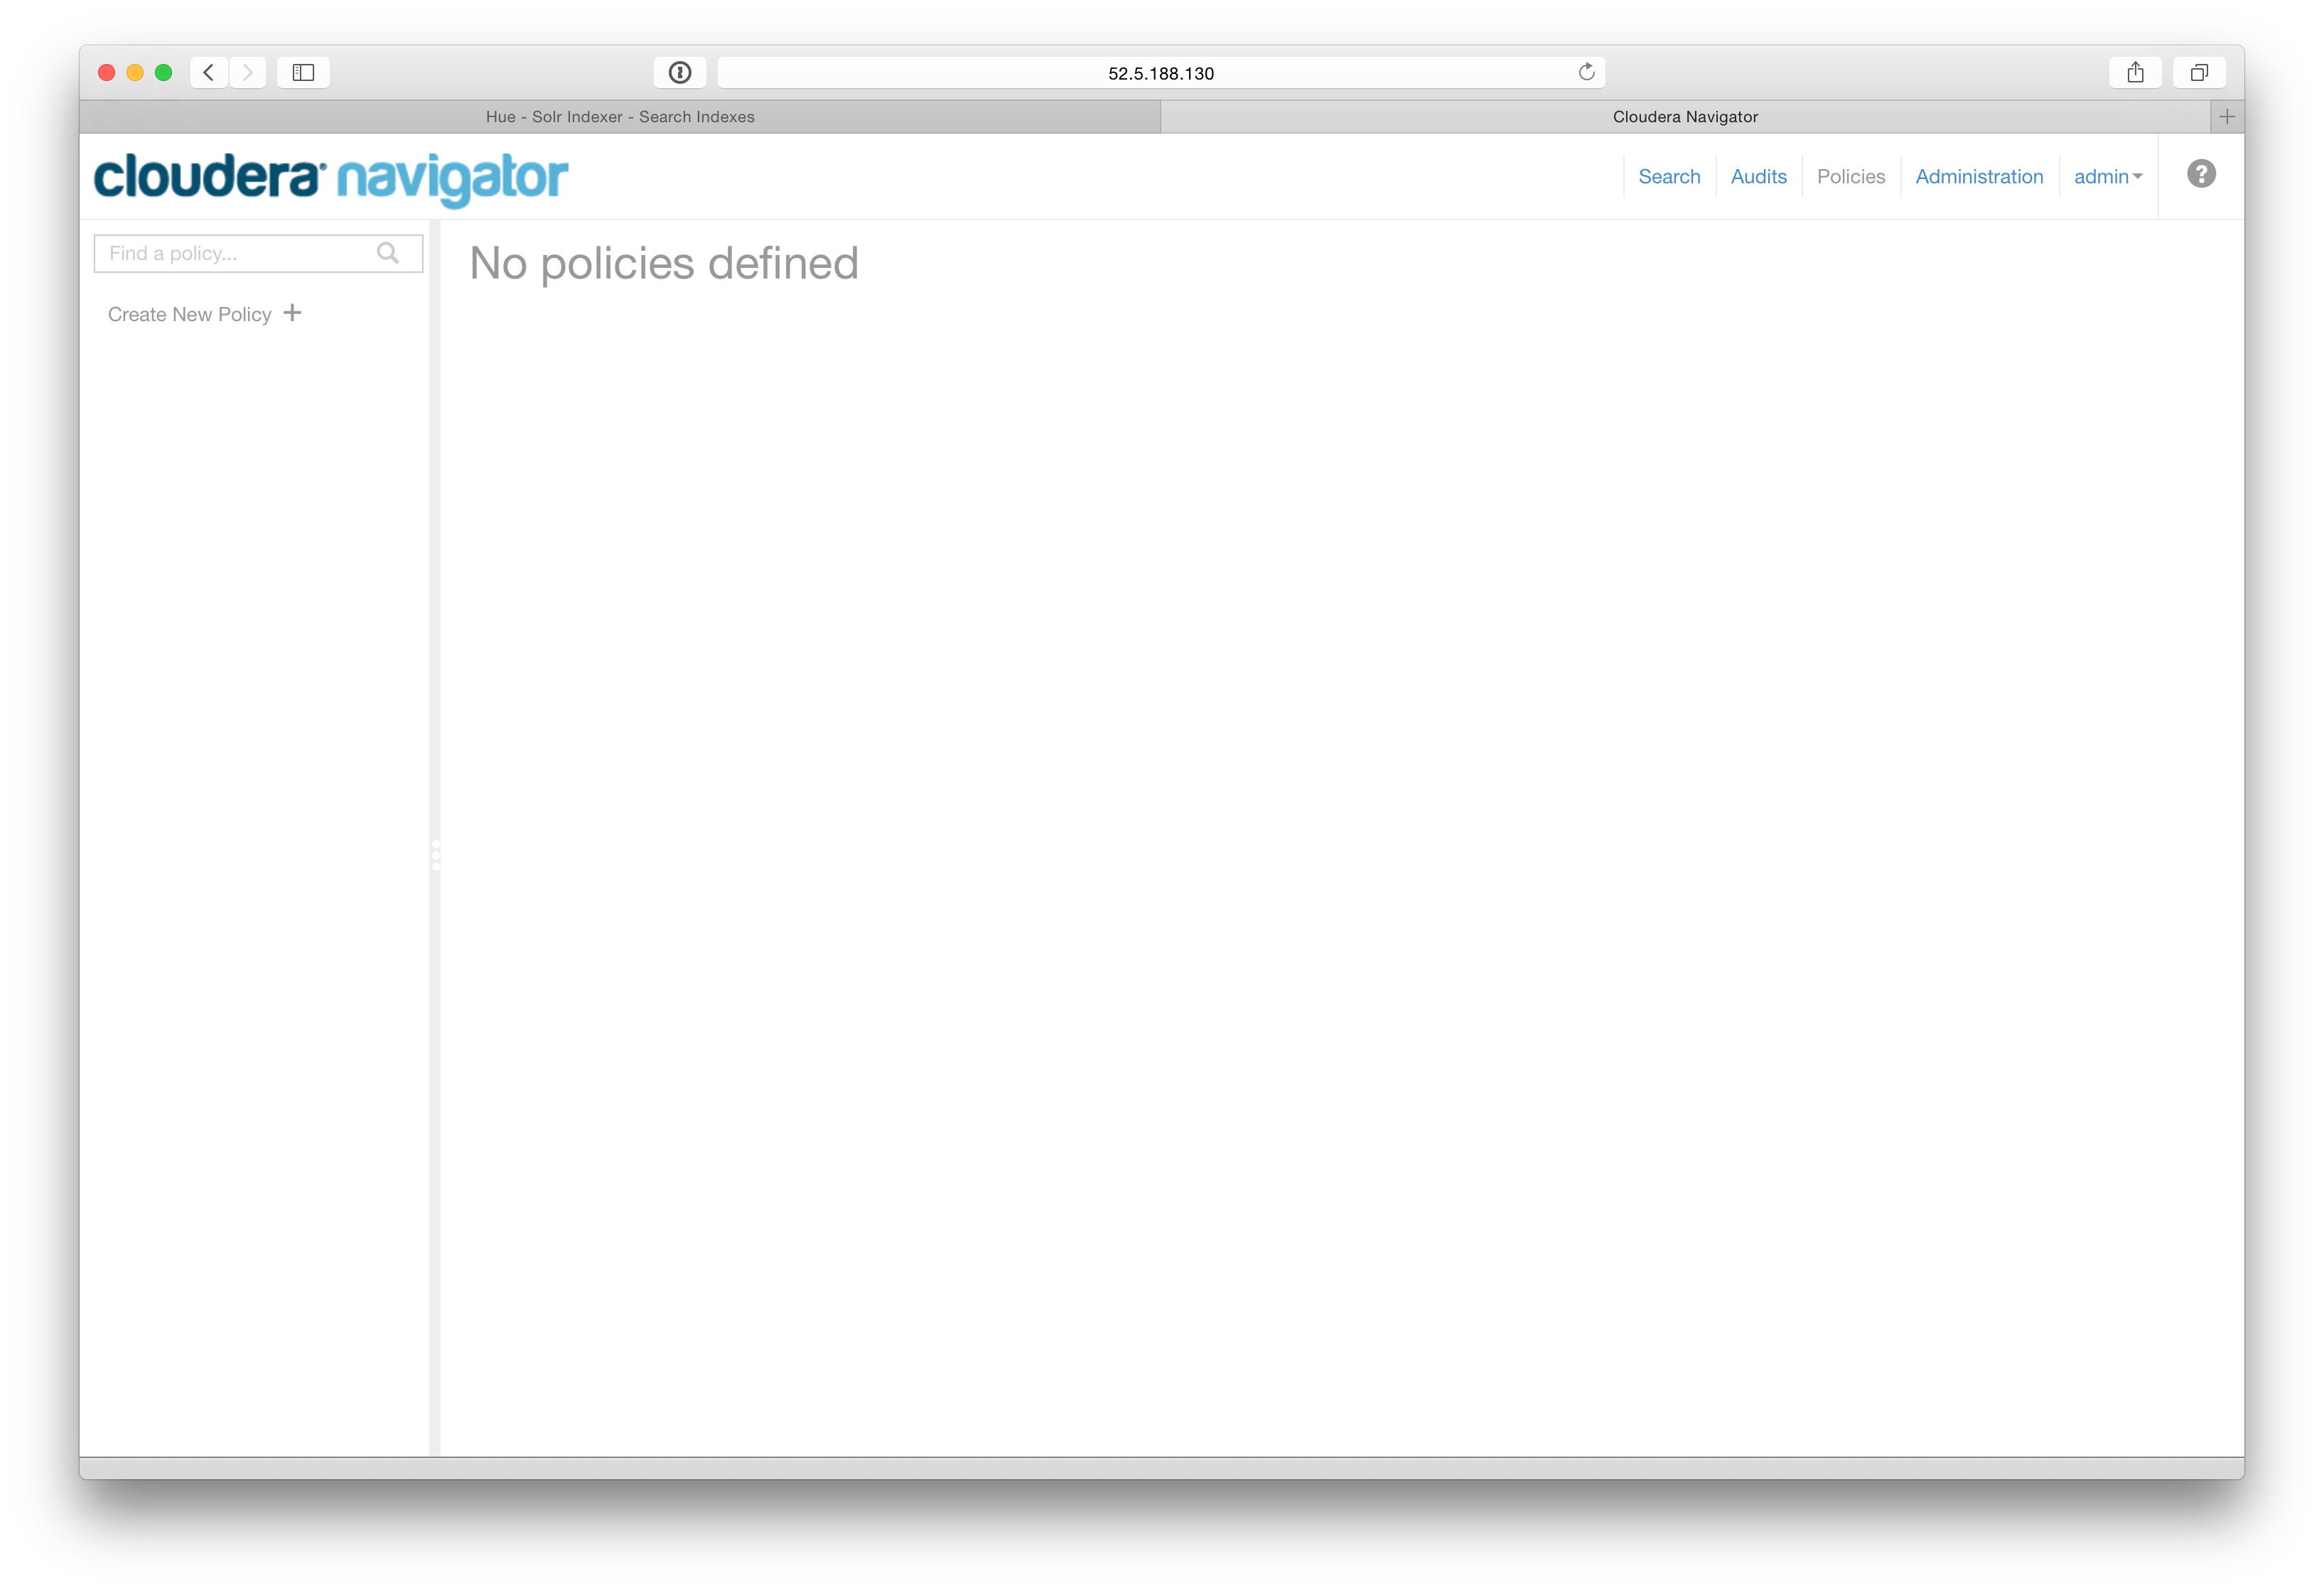 52.5.188.130
Hue - Solr Indexer - Search Indexes
Cloudera Navigator
cloudera® navigator
Search
Audits
Policies
Administration
admin
?
Find a policy...
Create New Policy +
No policies defined